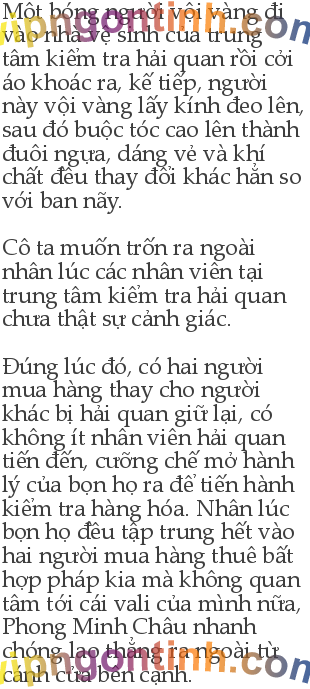 Một bóng người vội vàng đi
vào nhà vệ sinh của trung
tâm kiểm tra hải quan rồi cởi
áo khoác ra, kế tiếp, người
này vội vàng lấy kính đeo lên,
sau đó buộc tóc cao lên thành
đuôi ngựa, dáng vẻ và khí
chất đều thay đổi khác hẳn so
với ban nãy.

Cô ta muốn trốn ra ngoài
nhân lúc các nhân viên tại
trung tâm kiểm tra hải quan
chưa thật sự cảnh giác.

Đúng lúc đó, có hai người
mua hàng thay cho người
khác bị hải quan giữ lại, có
không ít nhân viên hải quan
tiến đến, cưỡng chế mở hành
lý của bọn họ ra để tiến hành
kiểm tra hàng hóa. Nhân lúc
bọn họ đều tập trung hết vào
hai người mua hàng thuê bất
hợp pháp kia mà không quan
tâm tới cái vali của mình nữa,
Phong Minh Châu nhanh
chóng lao thẳng ra ngoài từ
cánh cửa bên cạnh.
vipngontinh.com
vipngontinh.com